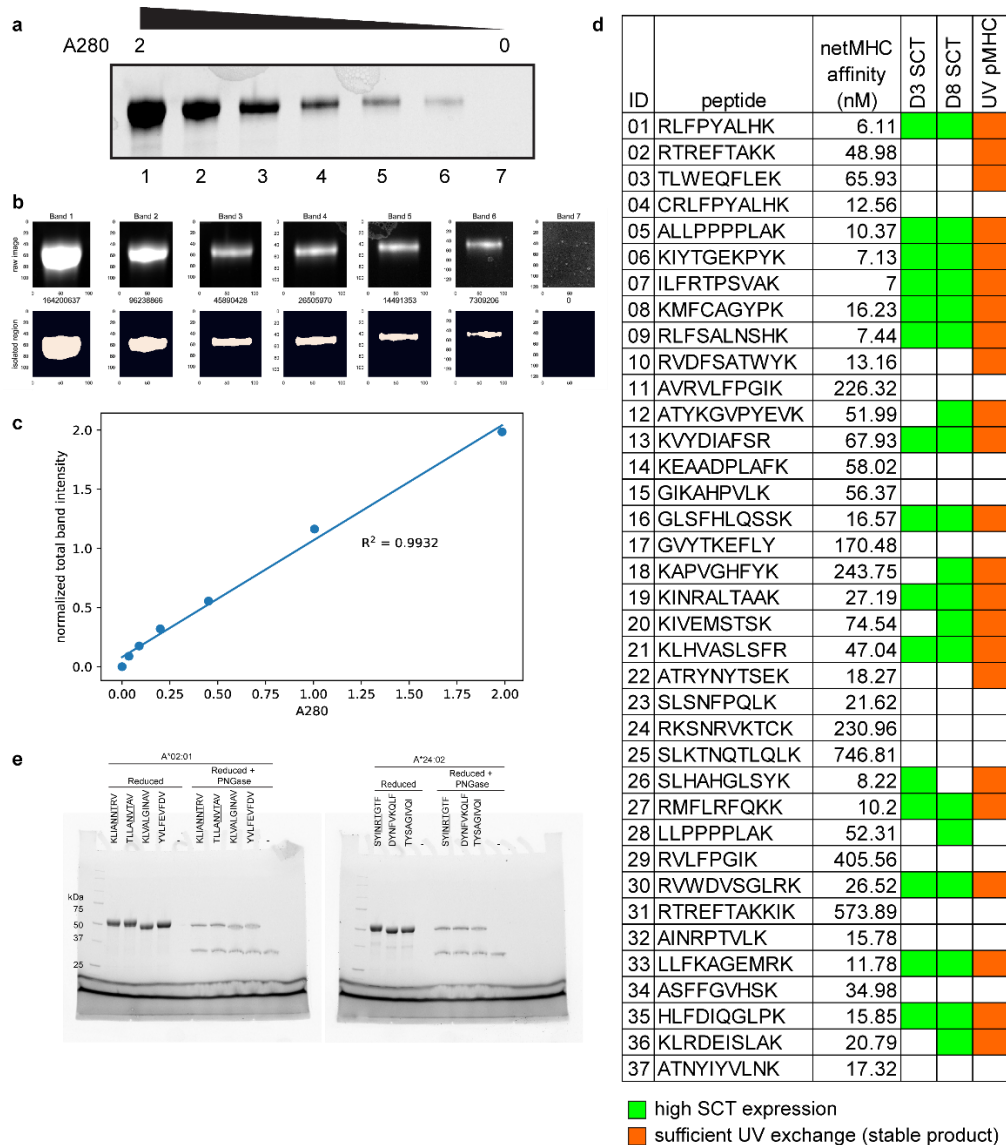 a
A280
2
0
1 2 3 4 5 6 7
b
Band 1 Band 2 Band 3 Band 4 Band 5 Band 6 Band 7
raw image
164200637 96238866 45890428 26505970 14491353 7309206 0
isolated region
c
normalized total band intensity
2.0
1.5
1.0
0.5
0.0
R² = 0.9932
0.00 0.25 0.50 0.75 1.00 1.25 1.50 1.75 2.00
A280
d
ID peptide netMHC affinity (nM) D3 SCT D8 SCT UV pMHC
01 RLFPYALHK 6.11
02 RTREFTAKK 48.98
03 TLWEQFLEK 65.93
04 CRLFPYALHK 12.56
05 ALLPPPPLAK 10.37
06 KIYTGEKPYK 7.13
07 ILFRTPSVAK 7
08 KMFCAGYPK 16.23
09 RLFSALNSHK 7.44
10 RVDFSATWYK 13.16
11 AVRVLFPGIK 226.32
12 ATYKGVPYEVK 51.99
13 KVYDIAFSR 67.93
14 KEAADPLAFK 58.02
15 GIKAHPVLK 56.37
16 GLSFHLQSSK 16.57
17 GVYTKEFLY 170.48
18 KAPVGHFYK 243.75
19 KINRALTAAK 27.19
20 KIVEMSTSK 74.54
21 KLHVASLSFR 47.04
22 ATRYNYTSEK 18.27
23 SLSNFPQLK 21.62
24 RKSNRVKTCK 230.96
25 SLKTNQTLQLK 746.81
26 SLHAHGLSYK 8.22
27 RMFLRFQKK 10.2
28 LLPPPPLAK 52.31
29 RVLFPGIK 405.56
30 RVWDVSGLRK 26.52
31 RTREFTAKKIK 573.89
32 AINRPTVLK 15.78
33 LLFKAGEMRK 11.78
34 ASFFGVHSK 34.98
35 HLFDIQGLPK 15.85
36 KLRDEISLAK 20.79
37 ATNYIYVLNK 17.32
high SCT expression
sufficient UV exchange (stable product)
e
A*02:01
Reduced
Reduced + PNGase
KLIANNTRV TLLANVTAV KLVALGINAV YVLFEVFDV - KLIANNTRV TLLANVTAV KLVALGINAV YVLFEVFDV -
kDa
75
50
37
25
A*24:02
Reduced
Reduced + PNGase
SYINRTGTF DYNFVKQLF TYSAGIVQI - SYINRTGTF DYNFVKQLF TYSAGIVQI -